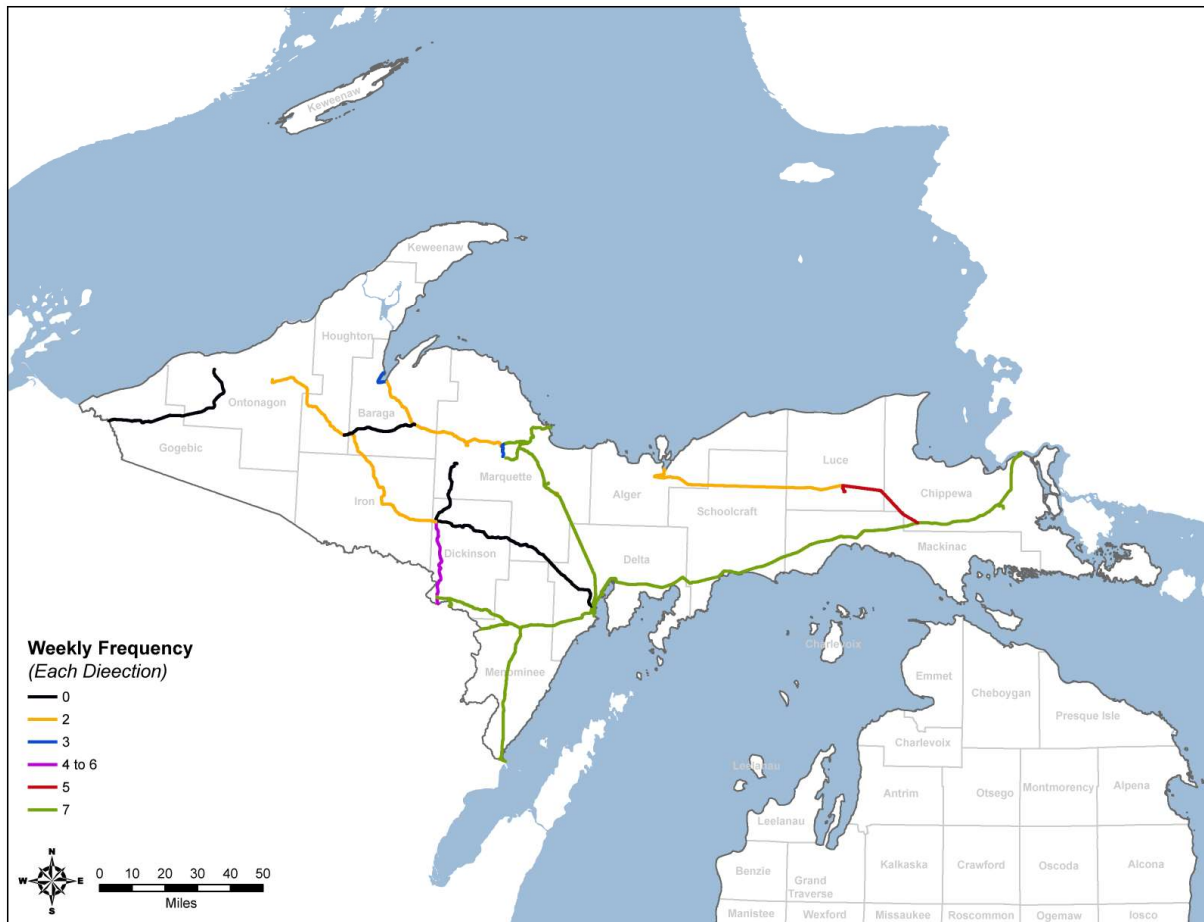 Keweenaw
Keweenaw
Houghton
Ontonagon
Baraga
Gogebic
Marquette
Iron
Alger
Luce
Schoolcraft
Chippewa
Mackinac
Dickinson
Delta
Menominee
Charlevoix
Emmet
Cheboygan
Presque Isle
Charlevoix
Leelanau
Antrim
Otsego
Montmorency
Alpena
Leelanau
Benzie
Grand
Traverse
Kalkaska
Crawford
Oscoda
Alcona
Manistee
Wexford
Missaukee
Roscommon
Ogemaw
Iosco
Weekly Frequency
(Each Dieection)
0
2
3
4 to 6
5
7
N
W
E
S
0 10 20 30 40 50
Miles